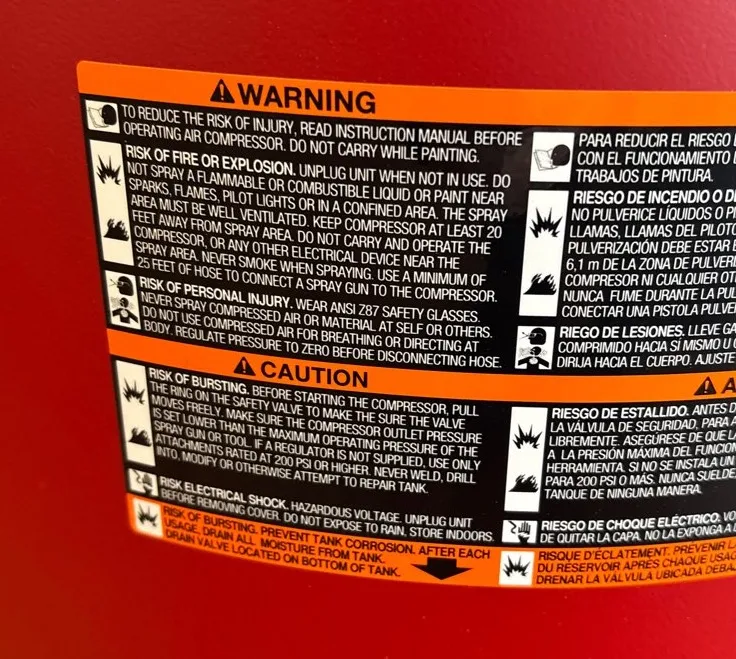 WARNING
TO REDUCE THE RISK OF INJURY, READ INSTRUCTION MANUAL BEFORE
OPERATING AIR COMPRESSOR. DO NOT CARRY WHILE PAINTING.
RISK OF FIRE OR EXPLOSION. UNPLUG UNIT WHEN NOT IN USE. DO
NOT SPRAY A FLAMMABLE OR COMBUSTIBLE LIQUID OR PAINT NEAR
SPARKS, FLAMES, PILOT LIGHTS OR IN A CONFINED AREA. THE SPRAY
AREA MUST BE WELL VENTILATED. KEEP COMPRESSOR AT LEAST 20
FEET AWAY FROM SPRAY AREA. DO NOT CARRY AND OPERATE THE
COMPRESSOR, OR ANY OTHER ELECTRICAL DEVICE NEAR THE
SPRAY AREA. NEVER SMOKE WHEN SPRAYING. USE A MINIMUM OF
25 FEET OF HOSE TO CONNECT A SPRAY GUN TO THE COMPRESSOR.
RISK OF PERSONAL INJURY. WEAR ANSI Z87 SAFETY GLASSES.
NEVER SPRAY COMPRESSED AIR OR MATERIAL AT SELF OR OTHERS.
DO NOT USE COMPRESSED AIR FOR BREATHING OR DIRECTING AT
BODY. REGULATE PRESSURE TO ZERO BEFORE DISCONNECTING HOSE.
CAUTION
RISK OF BURSTING. BEFORE STARTING THE COMPRESSOR, PULL
THE RING ON THE SAFETY VALVE TO MAKE THE SURE THE VALVE
MOVES FREELY. MAKE SURE THE COMPRESSOR OUTLET PRESSURE
IS SET LOWER THAN THE MAXIMUM OPERATING PRESSURE OF THE
SPRAY GUN OR TOOL. IF A REGULATOR IS NOT SUPPLIED, USE ONLY
ATTACHMENTS RATED AT 200 PSI OR HIGHER. NEVER WELD, DRILL
INTO, MODIFY OR OTHERWISE ATTEMPT TO REPAIR TANK.
RISK ELECTRICAL SHOCK. HAZARDOUS VOLTAGE. UNPLUG UNIT
BEFORE REMOVING COVER. DO NOT EXPOSE TO RAIN. STORE INDOORS.
RISK OF BURSTING. PREVENT TANK CORROSION. AFTER EACH
USAGE, DRAIN ALL MOISTURE FROM TANK.
DRAIN VALVE LOCATED ON BOTTOM OF TANK.
PARA REDUCIR EL RIESGO
CON EL FUNCIONAMIENTO
TRABAJOS DE PINTURA.
RIESGO DE INCENDIO O
NO PULVERICE LÍQUIDOS O
LLAMAS, LLAMAS DEL PILOTO
PULVERIZACIÓN DEBE ESTAR
6,1 m DE LA ZONA DE
COMPRESOR NI CUALQUIER
NUNCA FUME DURANTE LA
CONECTAR UNA PISTOLA
RIEGO DE LESIONES. LLEVE
COMPRIMIDO HACIA SÍ MISMO U
DIRIJA HACIA EL CUERPO. AJUSTE
RIESGO DE ESTALLIDO. ANTES
LA VÁLVULA DE SEGURIDAD, PARA
LIBREMENTE. ASEGÚRESE DE QUE
A LA PRESIÓN MÁXIMA DEL
HERRAMIENTA. SI NO SE INSTALA UN
PARA 200 PSI O MÁS. NUNCA SUELDE
TANQUE DE NINGUNA MANERA.
RIESGO DE CHOQUE ELÉCTRICO.
DE QUITAR LA CAPA. NO LA EXPONGA A
RISQUE D'ÉCLATEMENT. PREVENIR
DU RÉSERVOIR APRÈS CHAQUE
DRENAR LA VÁLVULA UBICADA